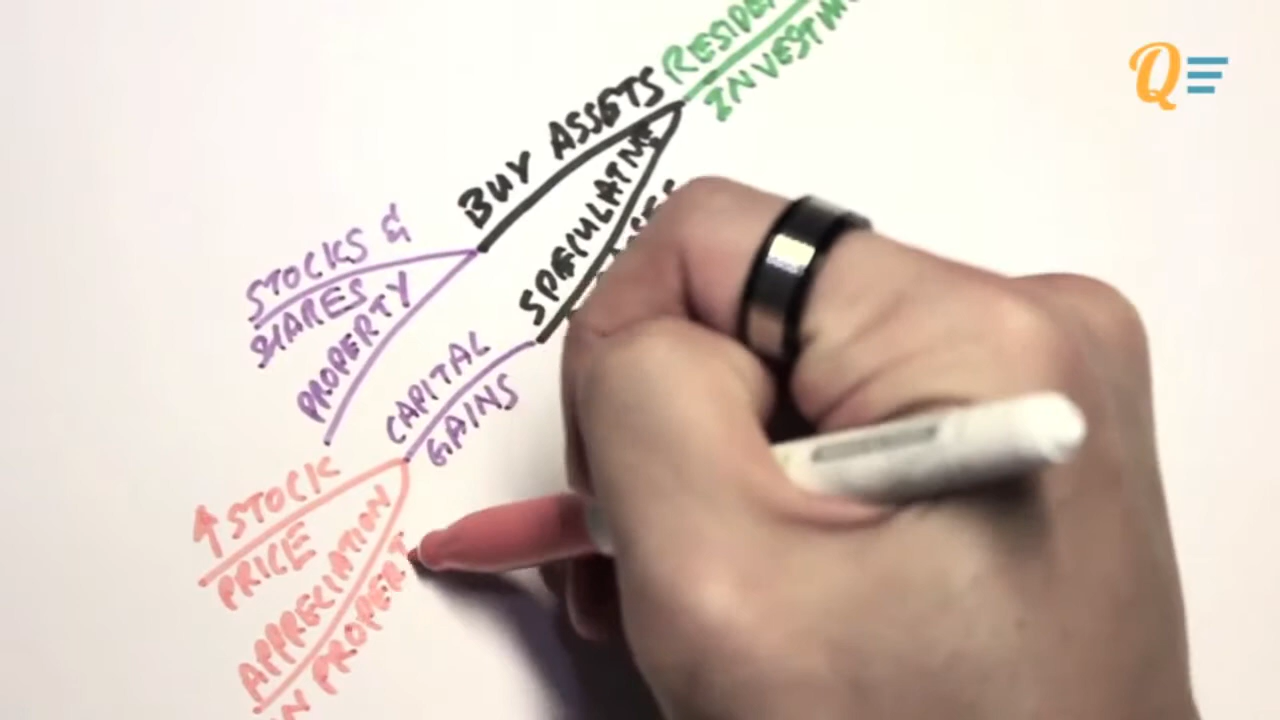 RESIDE
INVESTM
BUY ASSETS
SPECULATIVE
STOCKS &
SHARES
PROPERTY
CAPITAL
GAINS
↑ STOCK
PRICE
APPRECIATION
IN PROPERT
Q